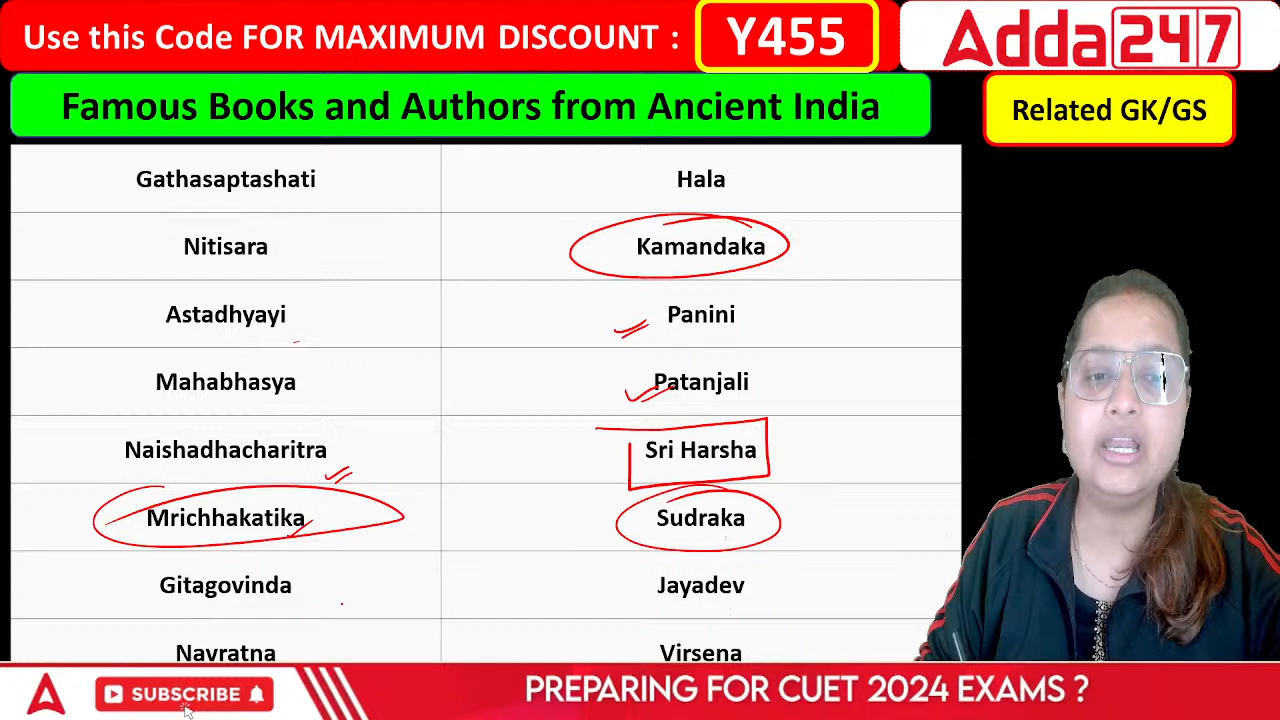 Use this Code FOR MAXIMUM DISCOUNT : Y455 Adda247
Famous Books and Authors from Ancient India Related GK/GS
Gathasaptashati Hala
Nitisara Kamandaka
Astadhyayi Panini
Mahabhasya Patanjali
Naishadhacharitra Sri Harsha
Mrichhakatika Sudraka
Gitagovinda Jayadev
Navratna Virsena
SUBSCRIBE PREPARING FOR CUET 2024 EXAMS ?